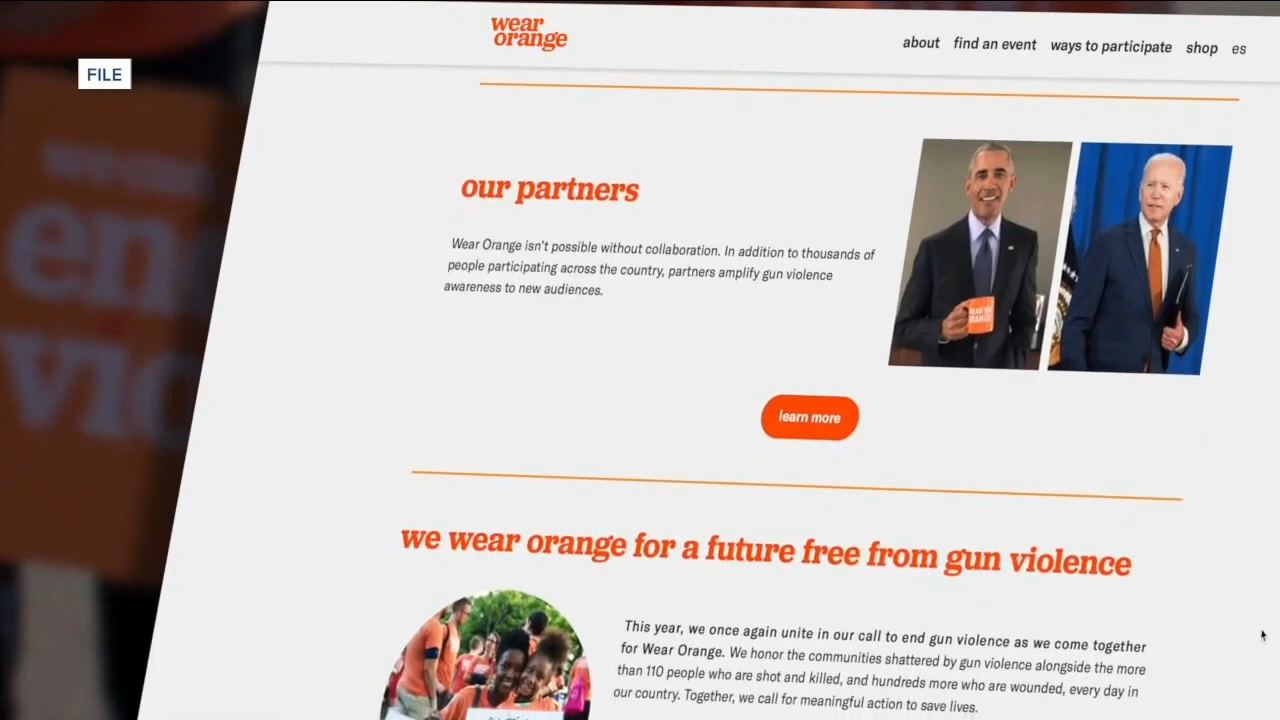 wear
orange
about find an event ways to participate shop es
FILE
our partners
Wear Orange isn't possible without collaboration. In addition to thousands of
people participating across the country, partners amplify gun violence
awareness to new audiences.
learn more
we wear orange for a future free from gun violence
This year, we once again unite in our call to end gun violence as we come together
for Wear Orange. We honor the communities shattered by gun violence alongside the more
than 110 people who are shot and killed, and hundreds more who are wounded, every day in
our country. Together, we call for meaningful action to save lives.